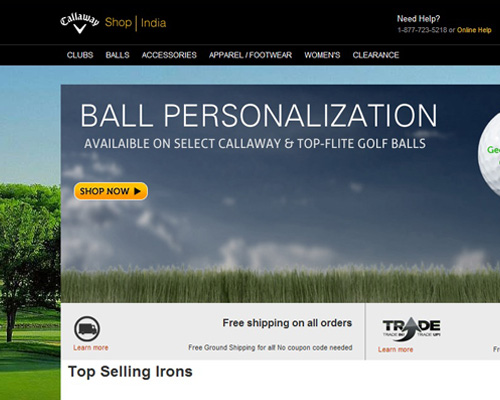 Callaway Shop | India
Need Help?
1-877-723-5218 or Online Help
CLUBS BALLS ACCESSORIES APPAREL / FOOTWEAR WOMEN'S CLEARANCE
BALL PERSONALIZATION
AVAILAIBLE ON SELECT CALLAWAY & TOP-FLITE GOLF BALLS
SHOP NOW
Free shipping on all orders
Learn more
Free Ground Shipping for all No coupon code needed
TRADE
TRADE IN! TRADE UP!
Learn more
Top Selling Irons